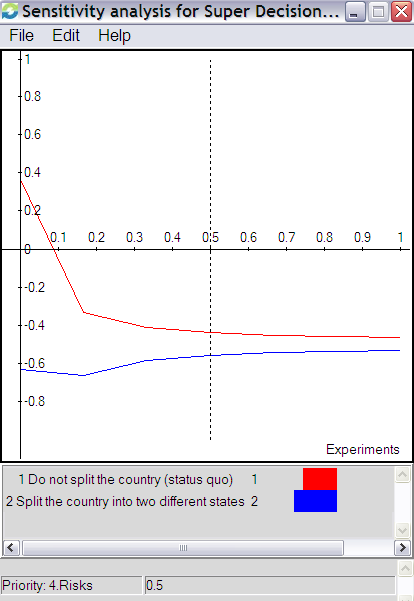 Sensitivity analysis for Super Decision...
File Edit Help
1
0.8
0.6
0.4
0.2
0.1 0.2 0.3 0.4 0.5 0.6 0.7 0.8 0.9 1
0
-0.2
-0.4
-0.6
-0.8
Experiments
1 Do not split the country (status quo) 1
2 Split the country into two different states 2
Priority: 4.Risks 0.5